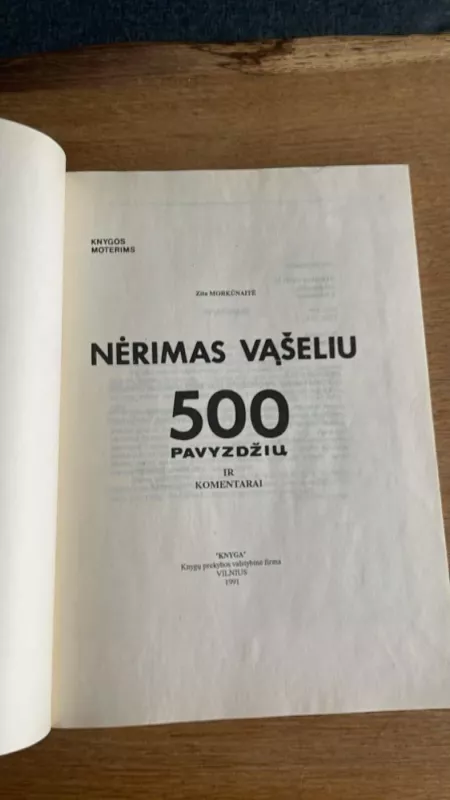 KNYGOS
MOTERIMS
Zita MORKŪNAITĖ
NĖRIMAS VĄŠELIU
500
PAVYZDŽIŲ
IR
KOMENTARAI
"KNYGA"
Knygų prekybos valstybinė firma
VILNIUS
1991